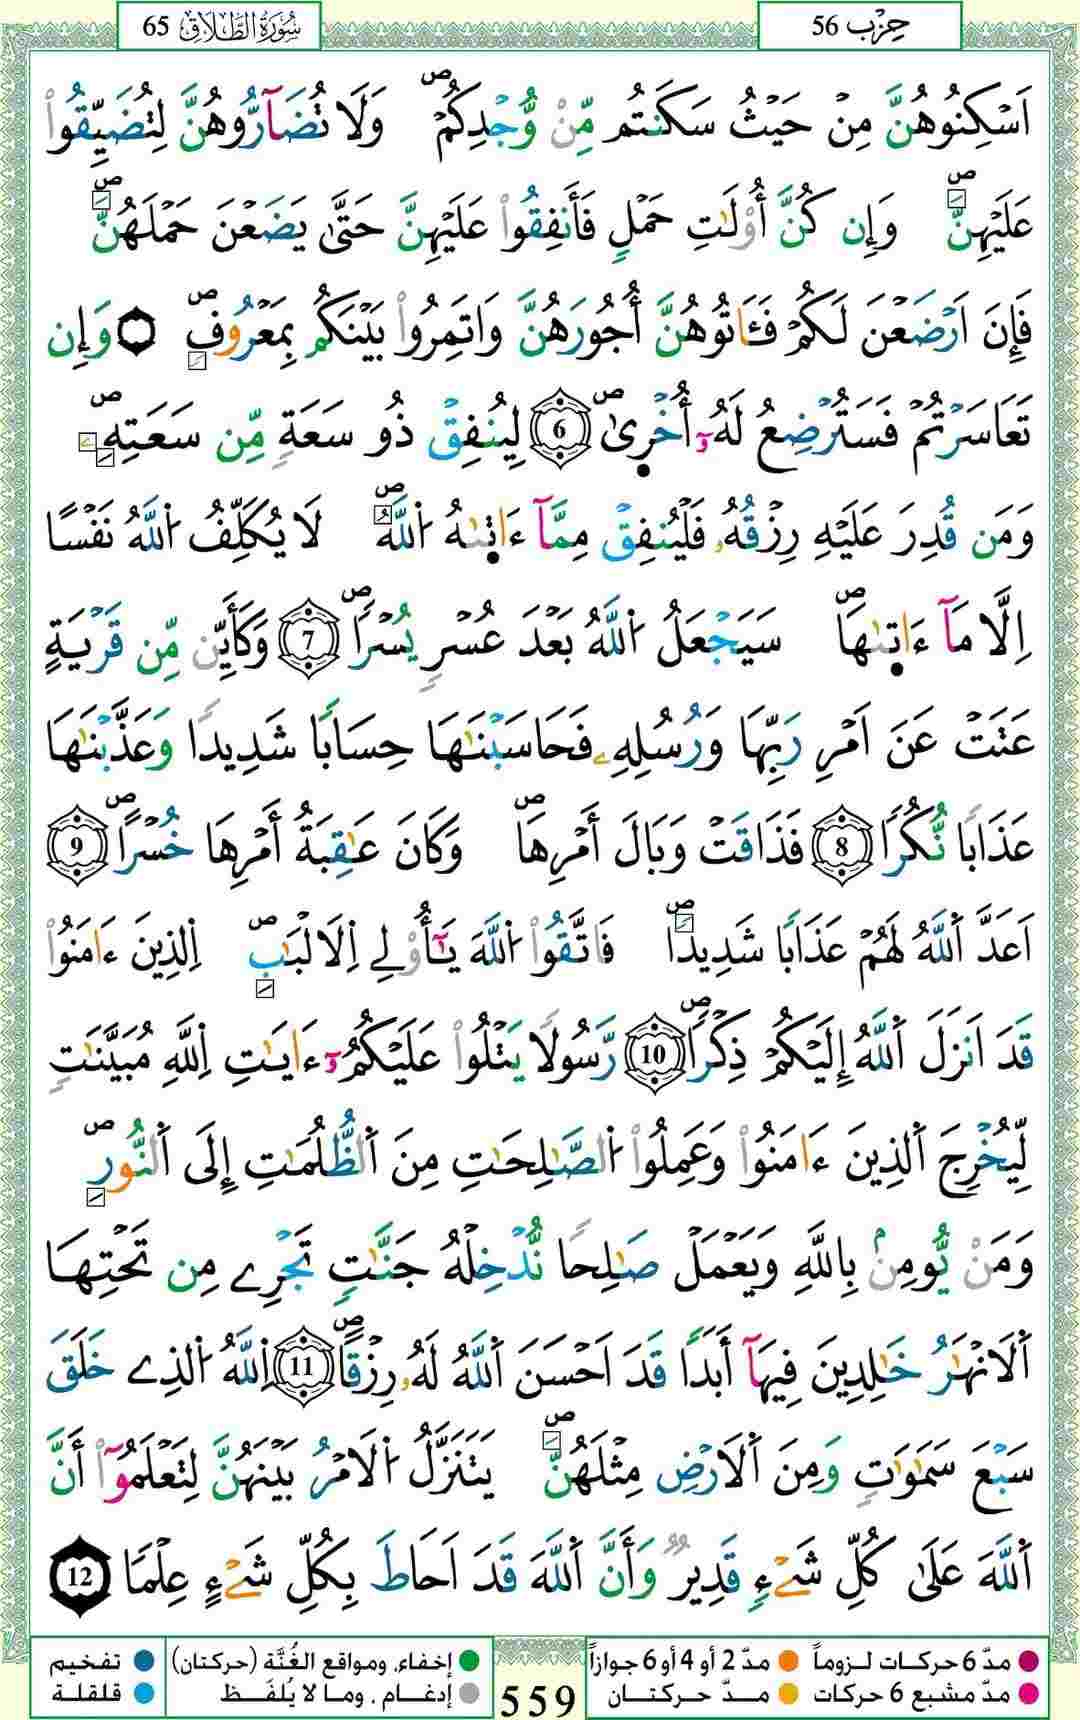 حِزْب 56
سُورَةُ الطَّلَاقِ 65
اَسْكِنُوهُنَّ مِنْ حَيْثُ سَكَنتُم مِّنْ وُّجْدِكُمْ ۖ وَلَا تُضَآرُّوهُنَّ لِتُضَيِّقُواْ
عَلَيْهِنَّ ۖ وَإِن كُنَّ أُوْلَٰتِ حَمْلٖ فَأَنفِقُواْ عَلَيْهِنَّ حَتَّىٰ يَضَعْنَ حَمْلَهُنَّ ۖ
فَإِنَ اَرْضَعْنَ لَكُمْ فَـَٔاتُوهُنَّ أُجُورَهُنَّ وَاتَمِرُواْ بَيْنَكُم بِمَعْرُوفٖ ۖ وَإِن
تَعَاسَرْتُمْ فَسَتُرْضِعُ لَهُۥٓ أُخْر۪ىٰ ۖ 6 لِيُنفِقْ ذُو سَعَةٖ مِّن سَعَتِهِۦ ۖ
وَمَن قُدِرَ عَلَيْهِ رِزْقُهُۥ فَلْيُنفِقْ مِمَّآ ءَات۪يٰهُ اُ۬للَّهُ ۖ لَا يُكَلِّفُ اُ۬للَّهُ نَفْسًا
اِلَّا مَآ ءَات۪يٰهَا ۖ سَيَجْعَلُ اُ۬للَّهُ بَعْدَ عُسْرٖ يُسْرٗا ۖ 7 وَكَأَيِّن مِّن قَرْيَةٍ
عَتَتْ عَنَ اَمْرِ رَبِّهَا وَرُسُلِهِۦ فَحَاسَبْنَٰهَا حِسَابٗا شَدِيدٗا وَعَذَّبْنَٰهَا
عَذَابٗا نُّكُرٗا 8 فَذَاقَتْ وَبَالَ أَمْرِهَا ۖ وَكَانَ عَٰقِبَةُ أَمْرِهَا خُسْرًا ۖ 9
اَعَدَّ اَ۬للَّهُ لَهُمْ عَذَابٗا شَدِيدٗا ۖ فَاتَّقُواْ اُ۬للَّهَ يَٰٓأُوْلِے اِ۬لَالْبَٰبِ ۖ اِ۬لذِينَ ءَامَنُواْ
قَدَ اَنزَلَ اَ۬للَّهُ إِلَيْكُمْ ذِكْرٗا ۖ 10 رَّسُولٗا يَتْلُواْ عَلَيْكُمُۥٓ ءَايَٰتِ اِ۬للَّهِ مُبَيَّنَٰتٖ
لِّيُخْرِجَ اَ۬لذِينَ ءَامَنُواْ وَعَمِلُواْ اُ۬لصَّٰلِحَٰتِ مِنَ اَ۬لظُّلُمَٰتِ إِلَى اَ۬لنُّورِ ۖ
وَمَنْ يُّومِنۢ بِاللَّهِ وَيَعْمَلْ صَٰلِحٗا نُّدْخِلْهُ جَنَّٰتٖ تَجْرِے مِن تَحْتِهَا
اَ۬لَانْهَٰرُ خَٰلِدِينَ فِيهَآ أَبَدٗا قَدَ اَحْسَنَ اَ۬للَّهُ لَهُۥ رِزْقًا ۖ 11 اِ۬للَّهُ اُ۬لذِے خَلَقَ
سَبْعَ سَمَٰوَٰتٖ وَمِنَ اَ۬لَارْضِ مِثْلَهُنَّ ۖ يَتَنَزَّلُ اُ۬لَامْرُ بَيْنَهُنَّ لِتَعْلَمُوٓاْ أَنَّ
اَ۬للَّهَ عَلَىٰ كُلِّ شَےْءٖ قَدِيرٞ وَأَنَّ اَ۬للَّهَ قَدَ اَحَاطَ بِكُلِّ شَےْءٍ عِلْمَا 12
مدّ 6 حركات لزوماً مدّ 2 أو 4 أو 6 جوازاً إخفاء، ومواقع الغُنَّة (حركتان) تفخيم
مدّ مشبع 6 حركات مدّ حركتان إدغام، وما لا يُلفَظ قلقلة
559